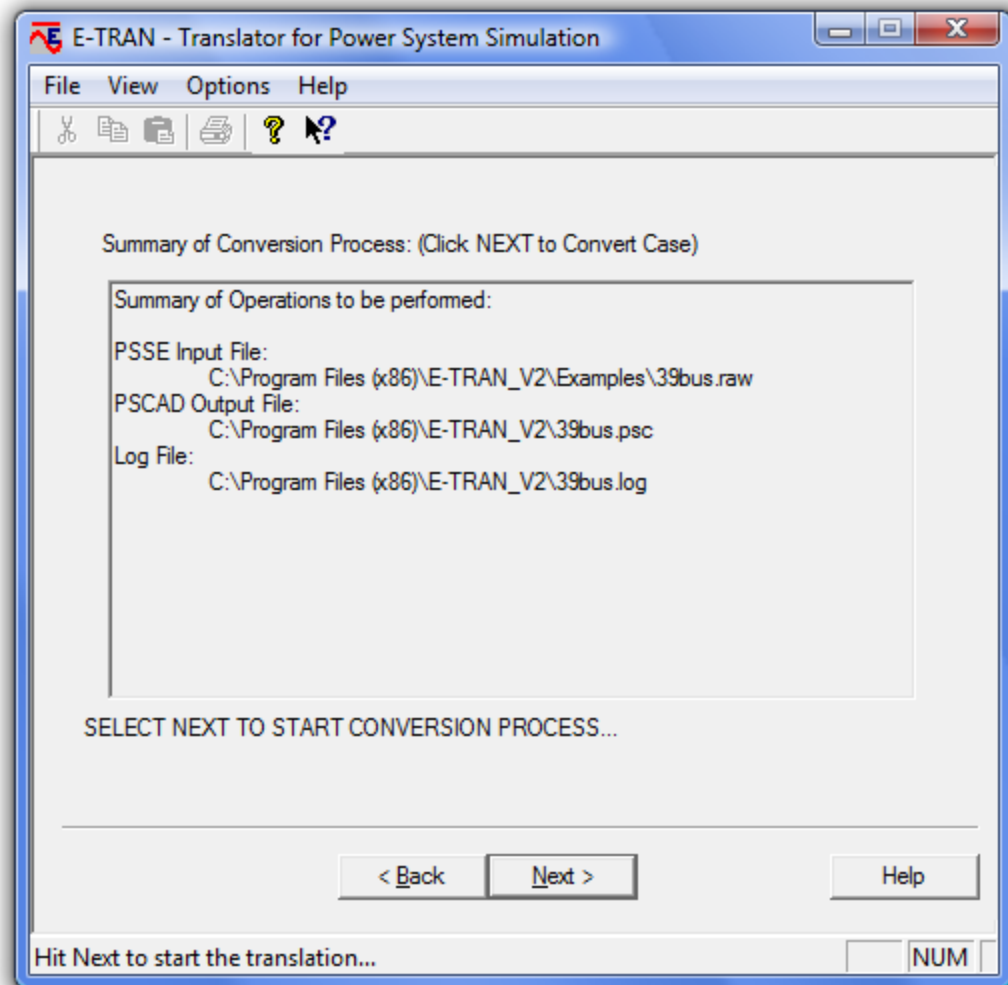 E-TRAN - Translator for Power System Simulation
File View Options Help
Summary of Conversion Process: (Click NEXT to Convert Case)
Summary of Operations to be performed:
PSSE Input File:
C:\Program Files (x86)\E-TRAN_V2\Examples\39bus.raw
PSCAD Output File:
C:\Program Files (x86)\E-TRAN_V2\39bus.psc
Log File:
C:\Program Files (x86)\E-TRAN_V2\39bus.log
SELECT NEXT TO START CONVERSION PROCESS...
< Back Next > Help
Hit Next to start the translation... NUM